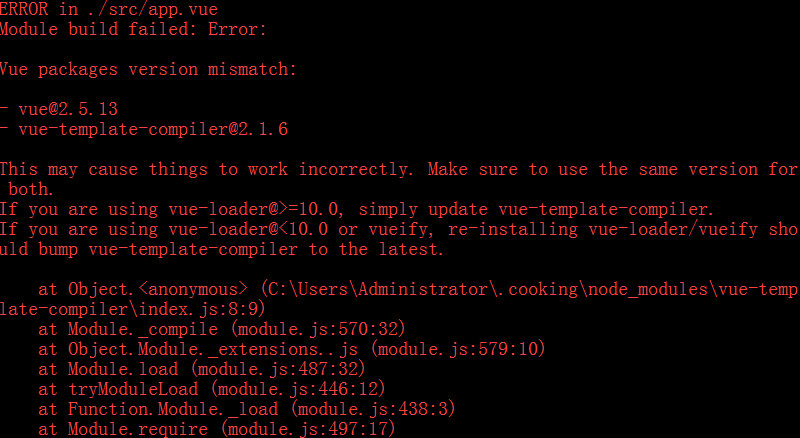 ERROR in ./src/app.vue
Module build failed: Error:
Vue packages version mismatch:
- vue@2.5.13
- vue-template-compiler@2.1.6
This may cause things to work incorrectly. Make sure to use the same version for
both.
If you are using vue-loader@>=10.0, simply update vue-template-compiler.
If you are using vue-loader@<10.0 or vueify, re-installing vue-loader/vueify sho
uld bump vue-template-compiler to the latest.
at Object.<anonymous> (C:\Users\Administrator\.cooking\node_modules\vue-temp
late-compiler\index.js:8:9)
at Module._compile (module.js:570:32)
at Object.Module._extensions..js (module.js:579:10)
at Module.load (module.js:487:32)
at tryModuleLoad (module.js:446:12)
at Function.Module._load (module.js:438:3)
at Module.require (module.js:497:17)